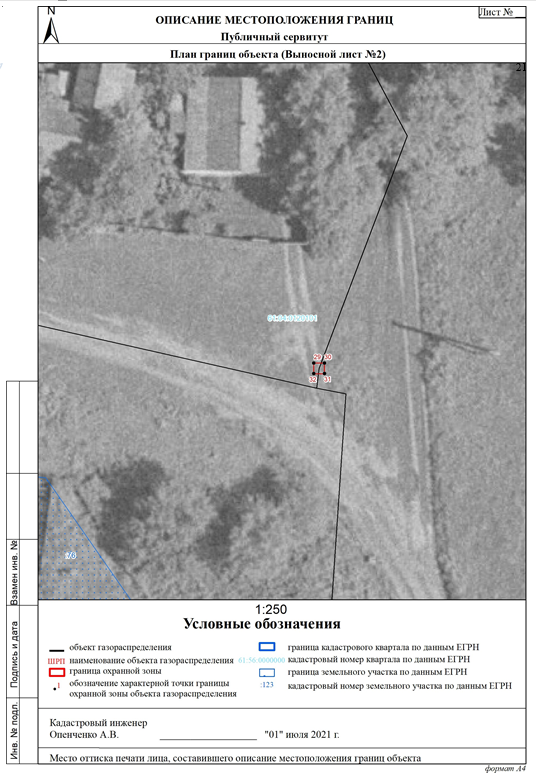 N
Лист №
ОПИСАНИЕ МЕСТОПОЛОЖЕНИЯ ГРАНИЦ
Публичный сервитут
План границ объекта (Выносной лист №2)
21
29 30
32 31
:76
1:250
Условные обозначения
объект газораспределения
ШРП наименование объекта газораспределения
граница охранной зоны
1 обозначение характерной точки границы
охранной зоны объекта газораспределения
граница кадастрового квартала по данным ЕГРН
61:56:0000000 кадастровый номер квартала по данным ЕГРН
граница земельного участка по данным ЕГРН
:123 кадастровый номер земельного участка по данным ЕГРН
Кадастровый инженер
Опенченко А.В. "01" июля 2021 г.
Место оттиска печати лица, составившего описание местоположения границ объекта
формат А4
Взамен инв. №
Подпись и дата
Инв. № подл.